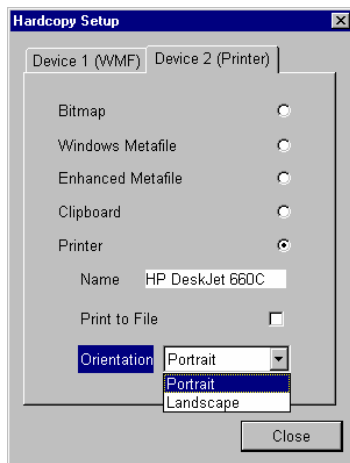 Hardcopy Setup
Device 1 (WMF) Device 2 (Printer)
Bitmap
Windows Metafile
Enhanced Metafile
Clipboard
Printer
Name HP DeskJet 660C
Print to File
Orientation Portrait
Portrait
Landscape
Close